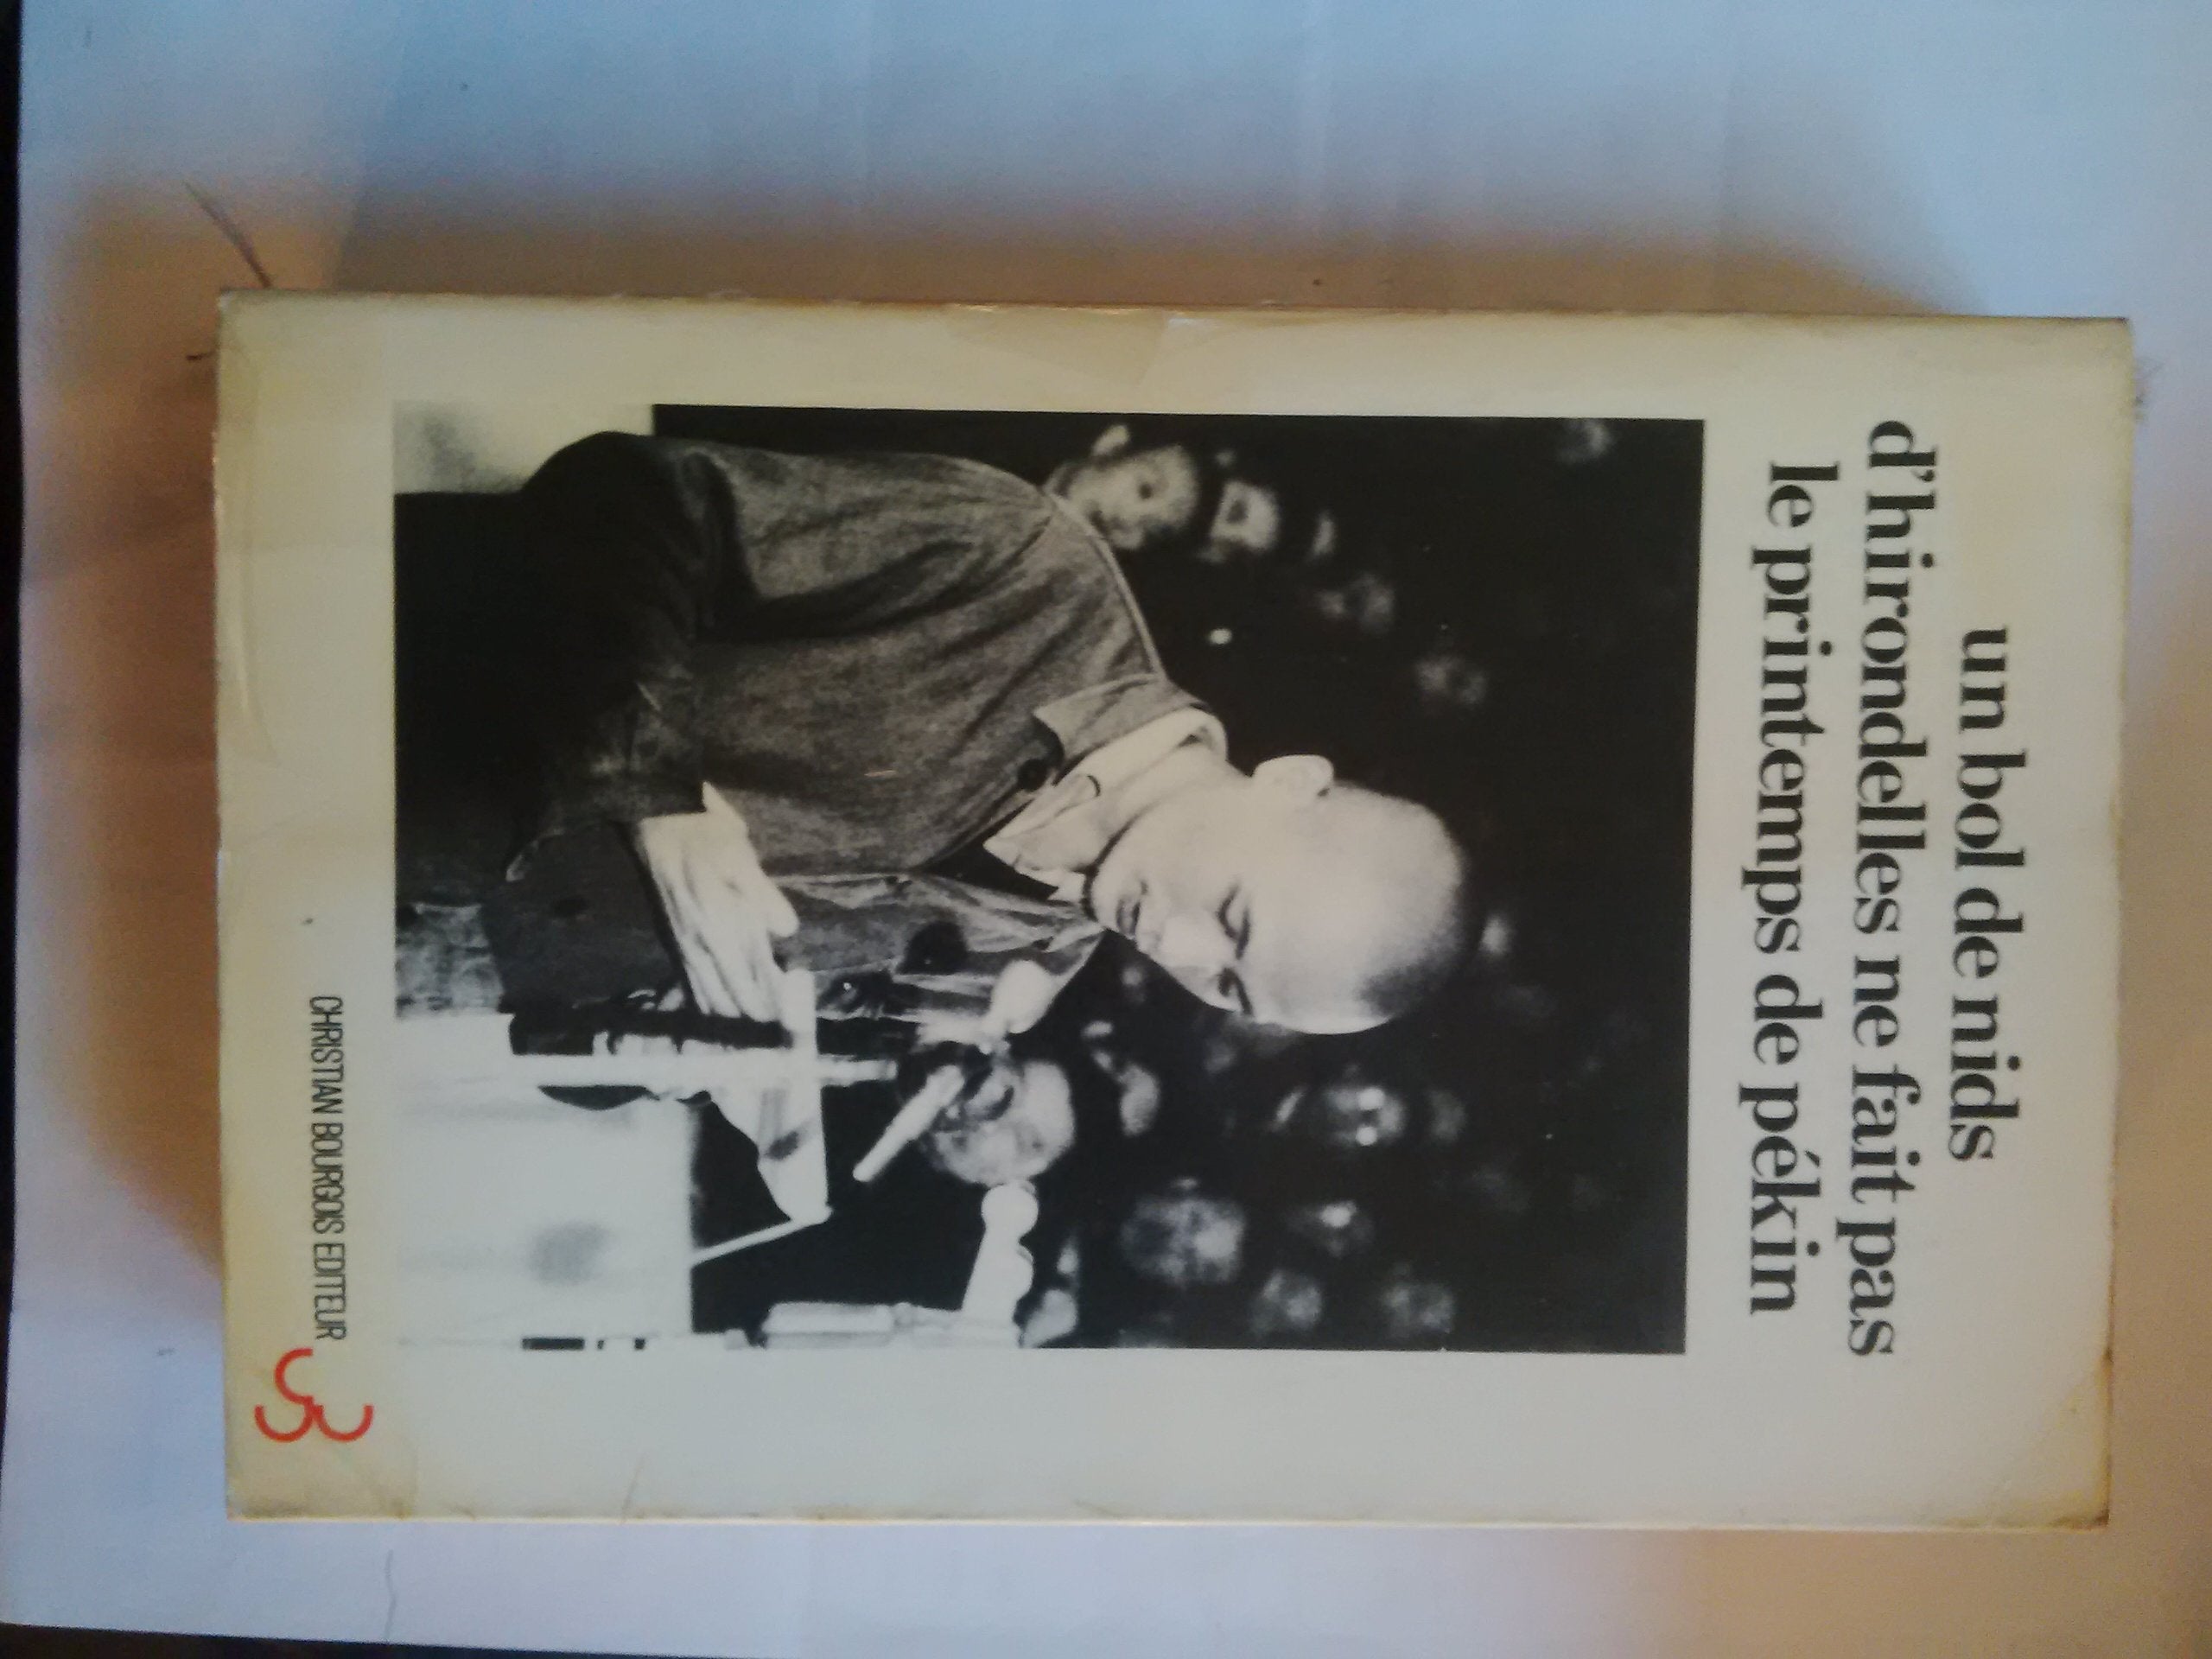 un bol de nids
d'hirondelles ne fait pas
le printemps de pékin
CHRISTIAN BOURGOIS EDITEUR